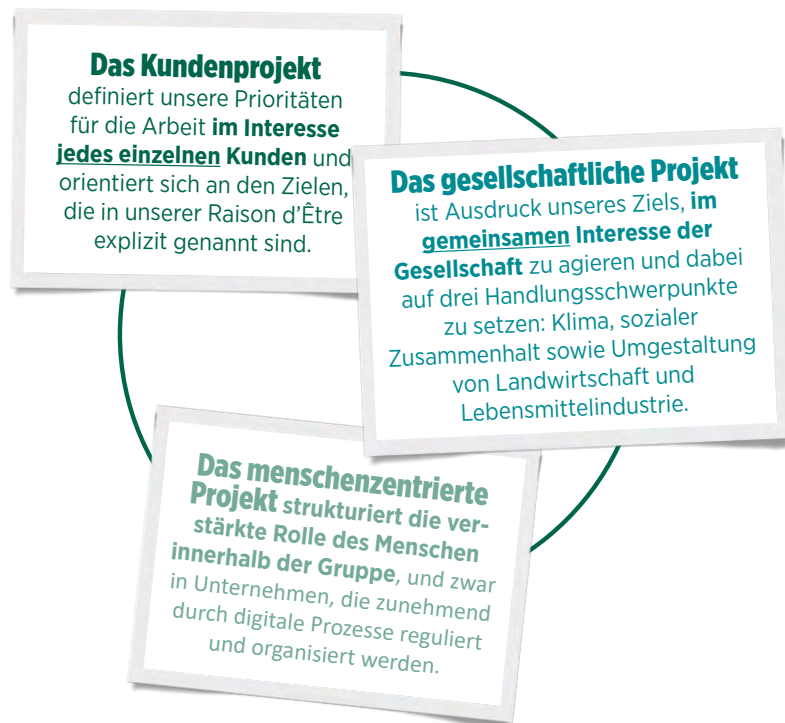 Das Kundenprojekt
definiert unsere Prioritäten
für die Arbeit im Interesse
jedes einzelnen Kunden und
orientiert sich an den Zielen,
die in unserer Raison d’Être
explizit genannt sind.
Das gesellschaftliche Projekt
ist Ausdruck unseres Ziels, im
gemeinsamen Interesse der
Gesellschaft zu agieren und dabei
auf drei Handlungsschwerpunkte
zu setzen: Klima, sozialer
Zusammenhalt sowie Umgestaltung
von Landwirtschaft und
Lebensmittelindustrie.
Das menschenzentrierte
Projekt strukturiert die ver-
stärkte Rolle des Menschen
innerhalb der Gruppe, und zwar
in Unternehmen, die zunehmend
durch digitale Prozesse reguliert
und organisiert werden.